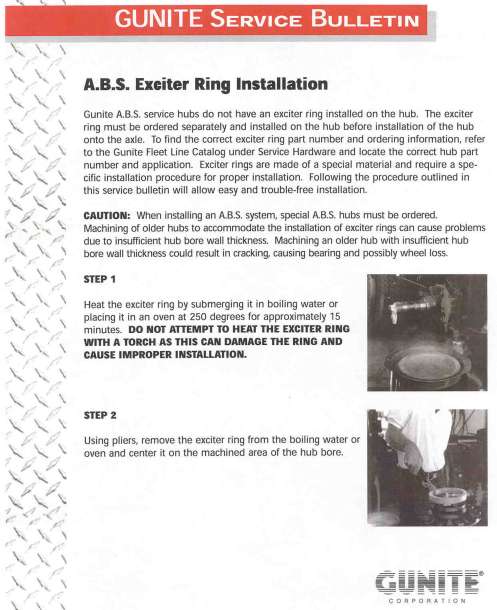 GUNITE SERVICE BULLETIN
A.B.S. Exciter Ring Installation
Gunite A.B.S. service hubs do not have an exciter ring installed on the hub. The exciter
ring must be ordered separately and installed on the hub before installation of the hub
onto the axle. To find the correct exciter ring part number and ordering information, refer
to the Gunite Fleet Line Catalog under Service Hardware and locate the correct hub part
number and application. Exciter rings are made of a special material and require a spe-
cific installation procedure for proper installation. Following the procedure outlined in
this service bulletin will allow easy and trouble-free installation.
CAUTION: When installing an A.B.S. system, special A.B.S. hubs must be ordered.
Machining of older hubs to accommodate the installation of exciter rings can cause problems
due to insufficient hub bore wall thickness. Machining an older hub with insufficient hub
bore wall thickness could result in cracking, causing bearing and possibly wheel loss.
STEP 1
Heat the exciter ring by submerging it in boiling water or
placing it in an oven at 250 degrees for approximately 15
minutes. DO NOT ATTEMPT TO HEAT THE EXCITER RING
WITH A TORCH AS THIS CAN DAMAGE THE RING AND
CAUSE IMPROPER INSTALLATION.
STEP 2
Using pliers, remove the exciter ring from the boiling water or
oven and center it on the machined area of the hub bore.
GUNITE®
CORPORATION